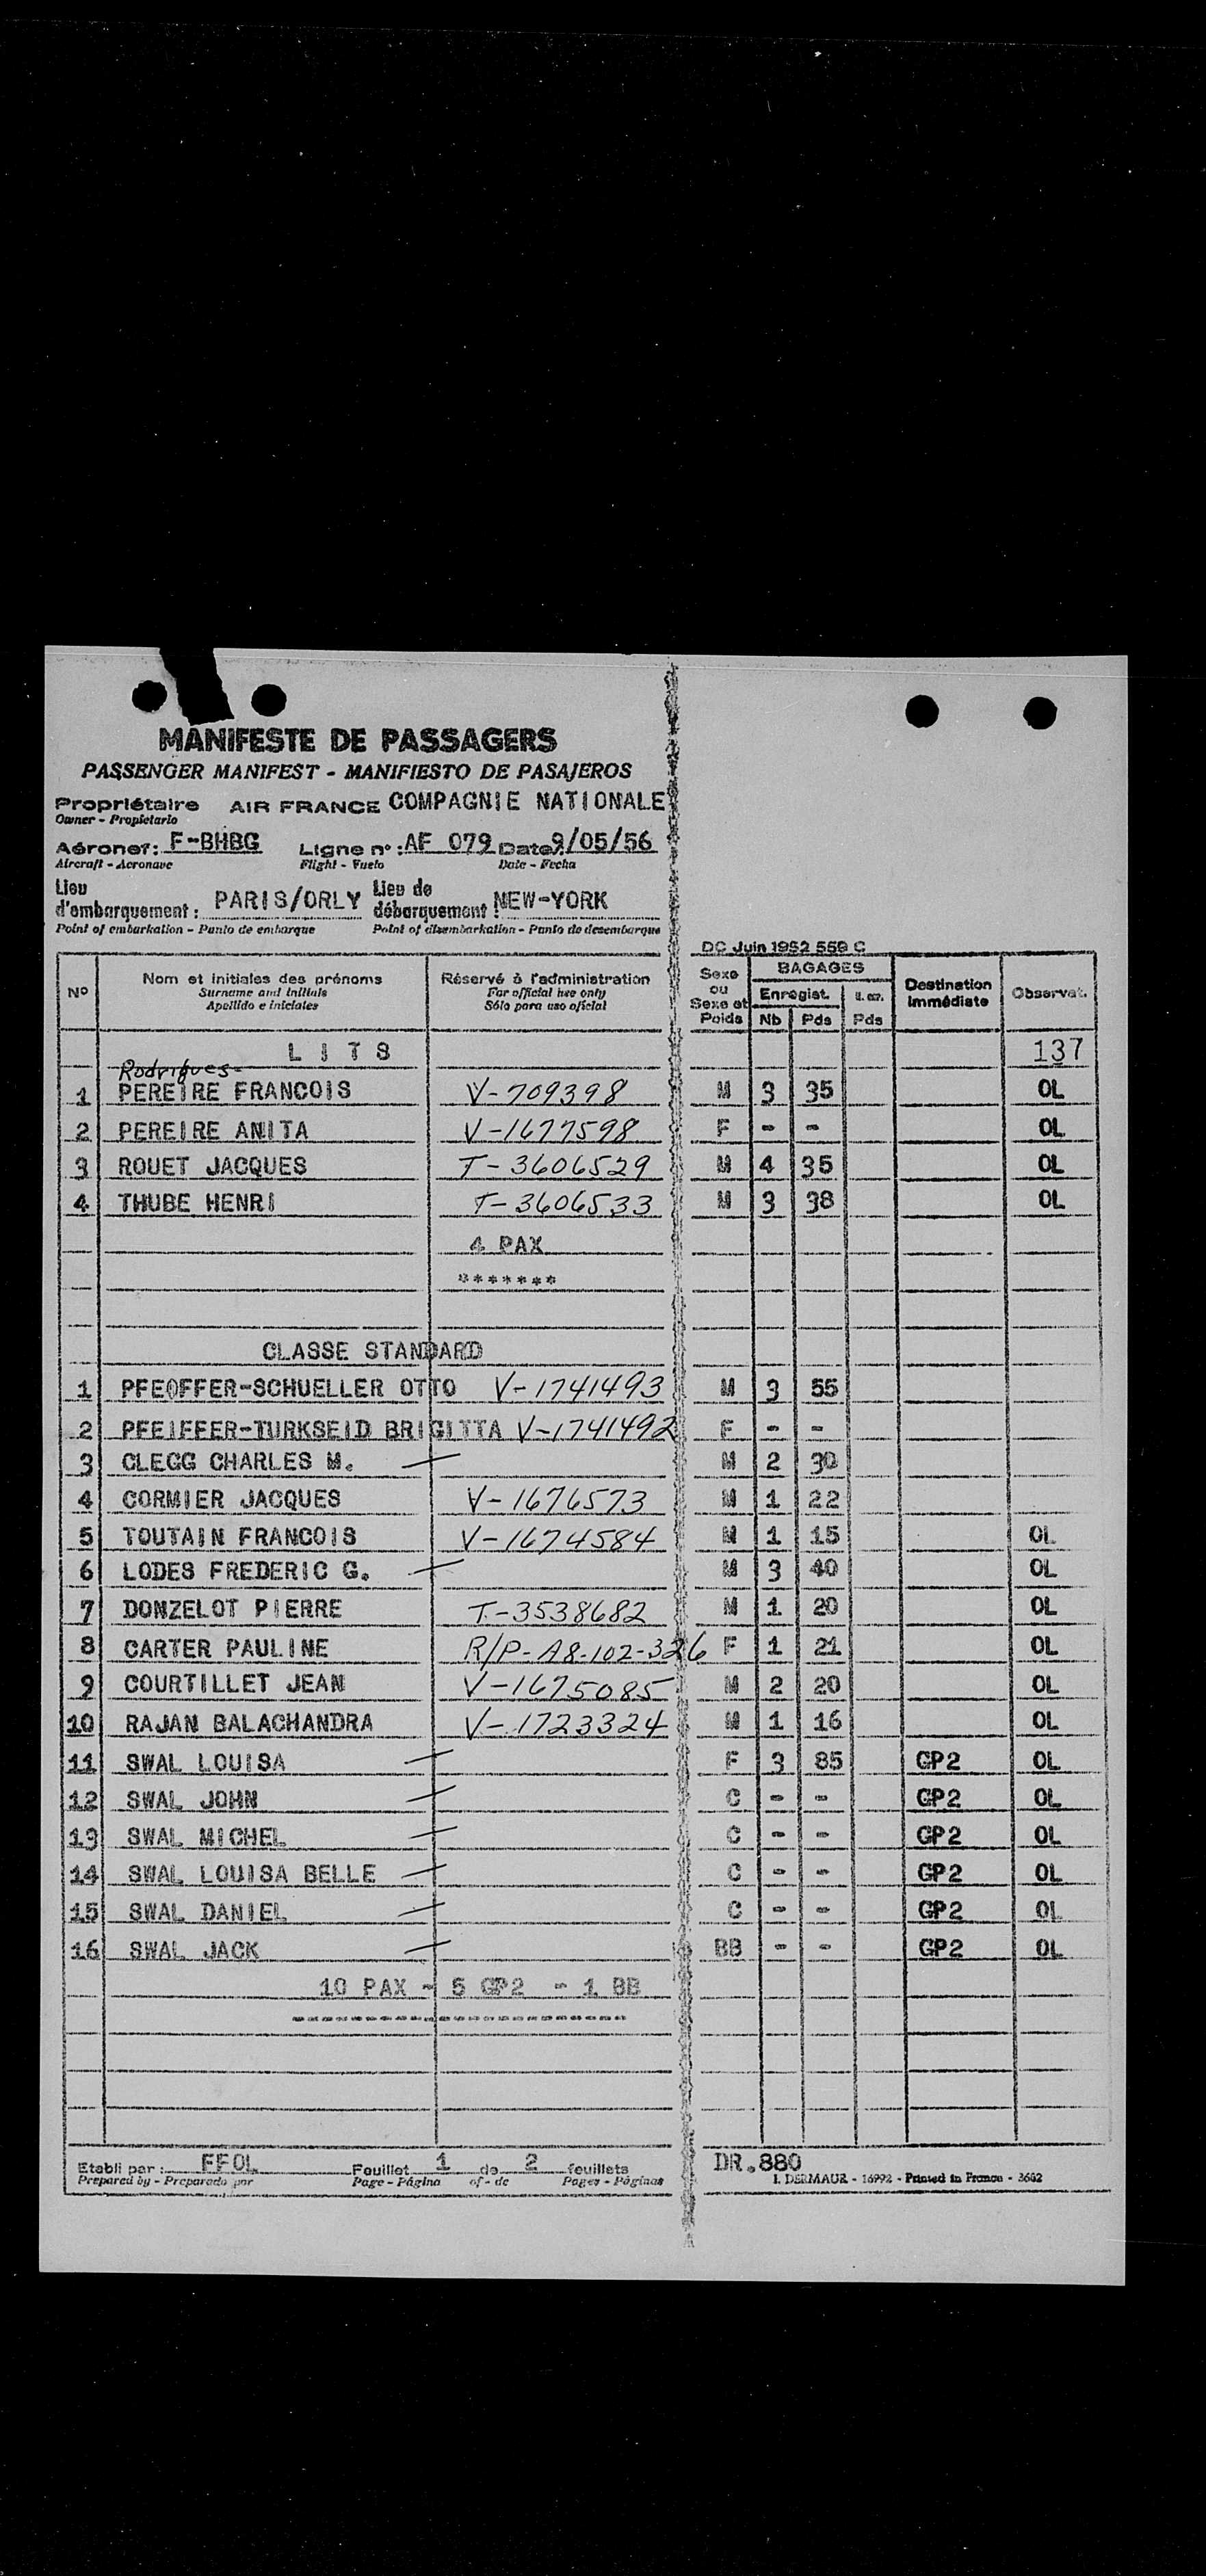 MANIFESTE DE PASSAGERS
PASSENGER MANIFEST - MANIFIESTO DE PASAJEROS
Propriétaire AIR FRANCE COMPAGNIE NATIONALE
Owner - Propietario
Aéronef: F-BHBG Ligne n°: AF 079 Date 9/05/56
Aircraft - Aeronave Flight - Vuelo Date - Fecha
Lieu d'embarquement: PARIS/ORLY Lieu de débarquement: NEW-YORK
Point of embarkation - Punto de embarque Point of disembarkation - Punto de desembarque
DC Juin 1952 559 C
Nº Nom et initiales des prénoms Réservé à l'administration Sexe ou Sexe et Poids BAGAGES Destination immédiate Observat.
Surname and initials For official use only Enregist.
Apellido e iniciales Sólo para uso oficial Nb Pds Pds
L I T S 137
Rodrigues-
1 PEREIRE FRANCOIS V-709398 M 3 35 OL
2 PEREIRE ANITA V-1677598 F - - OL
3 ROUET JACQUES T-3606529 M 4 35 OL
4 THUBE HENRI T-3606533 M 3 38 OL
4 PAX
*******
CLASSE STANDARD
1 PFEOFFER-SCHUELLER OTTO V-1741493 M 3 55
2 PFEIFFER-TURKSEID BRIGITTA V-1741492 F - -
3 CLEGG CHARLES M. — M 2 30
4 CORMIER JACQUES V-1676573 M 1 22
5 TOUTAIN FRANCOIS V-1674584 M 1 15 OL
6 LODES FREDERIC G. — M 3 40 OL
7 DONZELOT PIERRE T-3538682 M 1 20 OL
8 CARTER PAULINE R/P-A8-102-326 F 1 21 OL
9 COURTILLET JEAN V-1675085 M 2 20 OL
10 RAJAN BALACHANDRA V-1723324 M 1 16 OL
11 SWAL LOUISA — F 3 85 GP2 OL
12 SWAL JOHN — C - - GP2 OL
13 SWAL MICHEL — C - - GP2 OL
14 SWAL LOUISA BELLE — C - - GP2 OL
15 SWAL DANIEL — C - - GP2 OL
16 SWAL JACK — BB - - GP2 OL
10 PAX - 5 GP2 - 1 BB
Etabli par: FFOL Feuillet 1 de 2 feuillets DR.880
Prepared by - Preparado por Page - Página of - de Pages - Páginas I. DERMAUR - 16992 - Printed in France - 3602